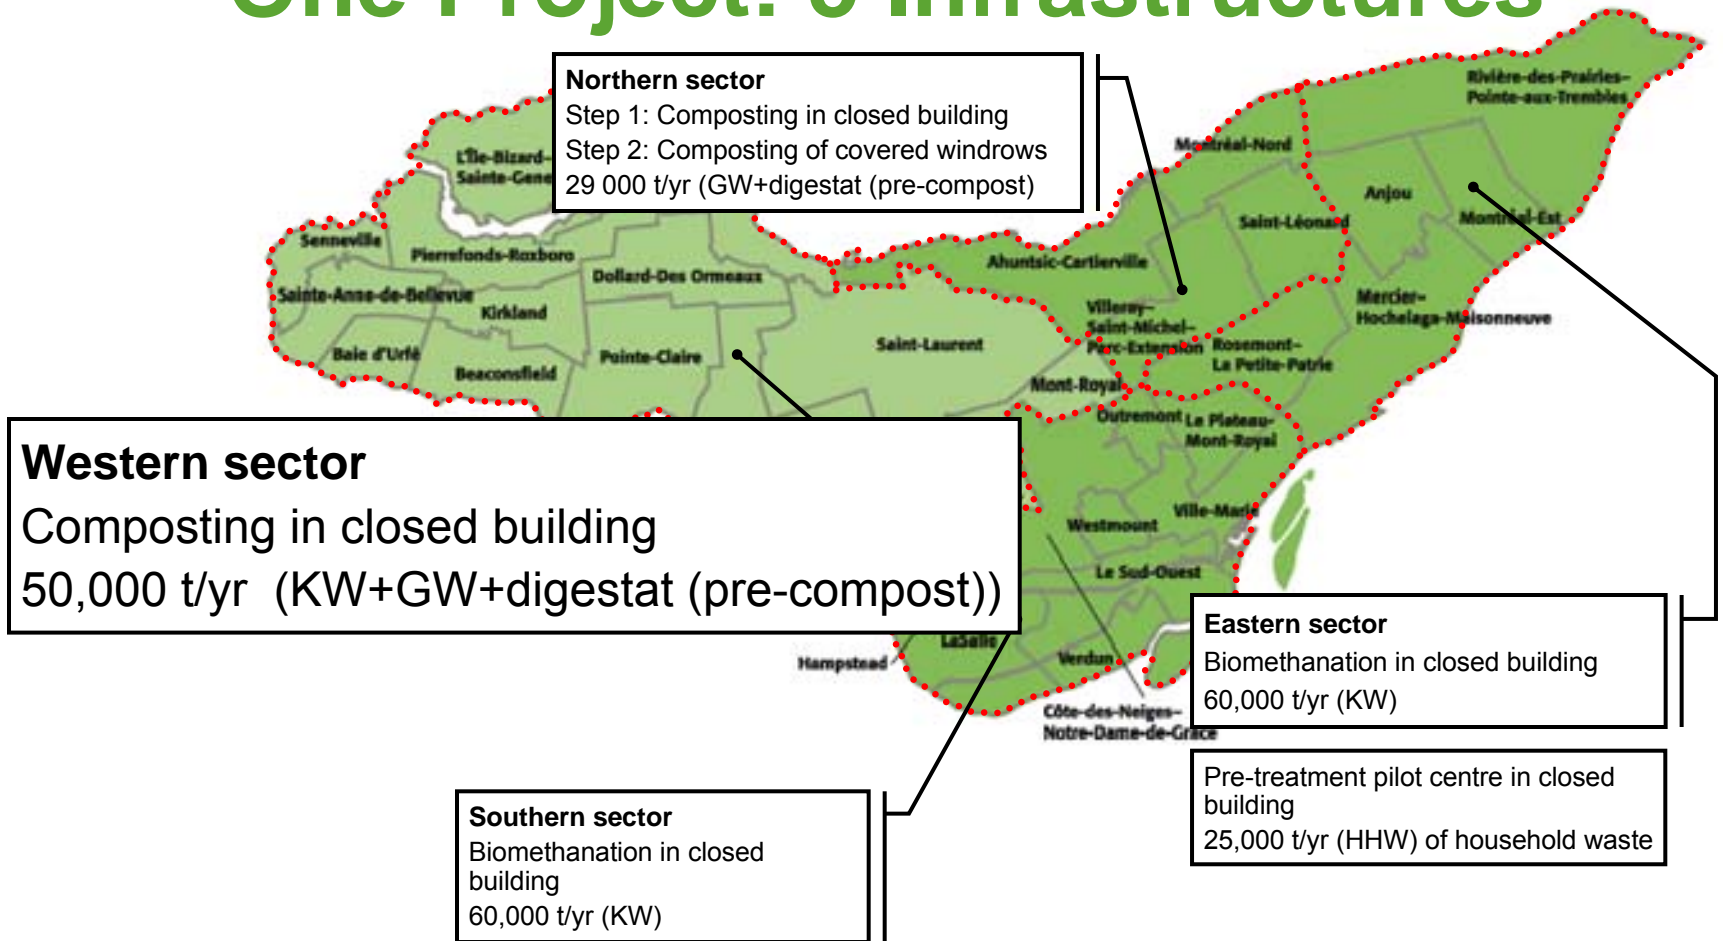 One Project: 6 Infrastructures
Northern sector
Step 1: Composting in closed building
Step 2: Composting of covered windrows
29 000 t/yr (GW+digestat (pre-compost)
Rivière-des-Prairies–
Pointe-aux-Trembles
Montréal-Nord
L'Île-Bizard–
Sainte-Gene
Anjou
Saint-Léonard
Montréal-Est
Senneville
Pierrefonds-Roxboro
Ahuntsic-Cartierville
Dollard-Des Ormeaux
Sainte-Anne-de-Bellevue
Kirkland
Villeray–
Saint-Michel–
Parc-Extension
Mercier–
Hochelaga-Maisonneuve
Baie d'Urfé
Pointe-Claire
Saint-Laurent
Rosemont–
La Petite-Patrie
Beaconsfield
Mont-Royal
Outremont
Le Plateau–
Mont-Royal
Western sector
Composting in closed building
50,000 t/yr (KW+GW+digestat (pre-compost))
Westmount
Ville-Marie
Le Sud-Ouest
LaSalle
Hampstead
Verdun
Côte-des-Neiges–
Notre-Dame-de-Grâce
Eastern sector
Biomethanation in closed building
60,000 t/yr (KW)
Pre-treatment pilot centre in closed
building
25,000 t/yr (HHW) of household waste
Southern sector
Biomethanation in closed
building
60,000 t/yr (KW)